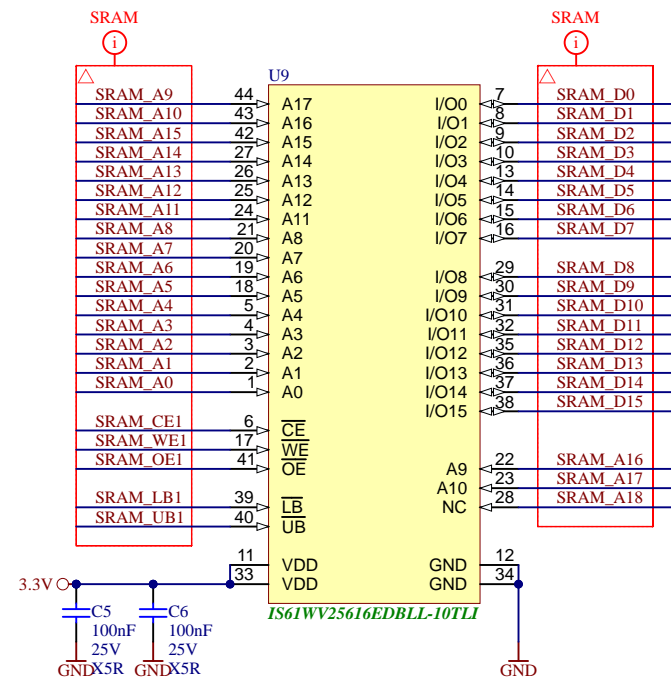 SRAM SRAM
i i
U9
SRAM_A9 44 A17 I/O0 7 SRAM_D0
SRAM_A10 43 A16 I/O1 8 SRAM_D1
SRAM_A15 42 A15 I/O2 9 SRAM_D2
SRAM_A14 27 A14 I/O3 10 SRAM_D3
SRAM_A13 26 A13 I/O4 13 SRAM_D4
SRAM_A12 25 A12 I/O5 14 SRAM_D5
SRAM_A11 24 A11 I/O6 15 SRAM_D6
SRAM_A8 21 A8 I/O7 16 SRAM_D7
SRAM_A7 20 A7
SRAM_A6 19 A6 I/O8 29 SRAM_D8
SRAM_A5 18 A5 I/O9 30 SRAM_D9
SRAM_A4 5 A4 I/O10 31 SRAM_D10
SRAM_A3 4 A3 I/O11 32 SRAM_D11
SRAM_A2 3 A2 I/O12 35 SRAM_D12
SRAM_A1 2 A1 I/O13 36 SRAM_D13
SRAM_A0 1 A0 I/O14 37 SRAM_D14
I/O15 38 SRAM_D15
SRAM_CE1 6 CE
SRAM_WE1 17 WE
SRAM_OE1 41 OE A9 22 SRAM_A16
A10 23 SRAM_A17
SRAM_LB1 39 LB NC 28 SRAM_A18
SRAM_UB1 40 UB
11 VDD GND 12
3.3V 33 VDD GND 34
IS61WV25616EDBLL-10TLI
C5 C6
100nF 100nF
25V 25V
X5R X5R
GND GND GND